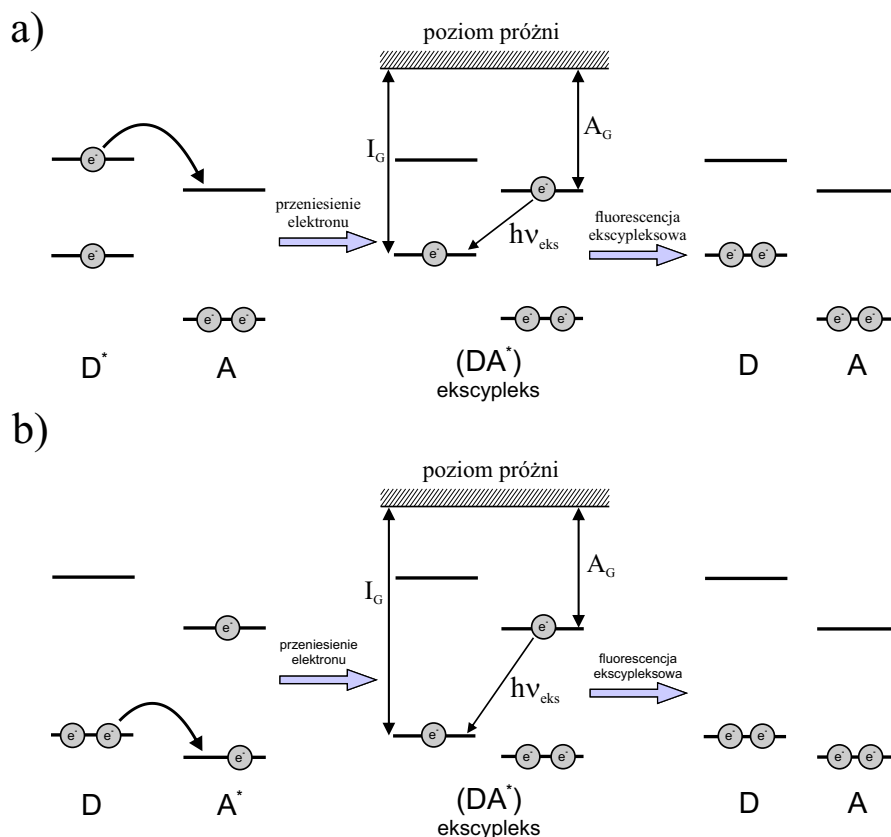 a)
poziom próżni
e-
I_G
A_G
e-
przeniesienie
elektronu
fluorescencja
ekscypleksowa
hν_eks
e-
e-
e- e-
e- e-
e- e-
e- e-
D* A (DA*) D A
ekscypleks
b)
poziom próżni
I_G
A_G
e-
e-
przeniesienie
elektronu
fluorescencja
ekscypleksowa
hν_eks
e- e-
e-
e- e-
e-
e- e-
e- e-
D A* (DA*) D A
ekscypleks